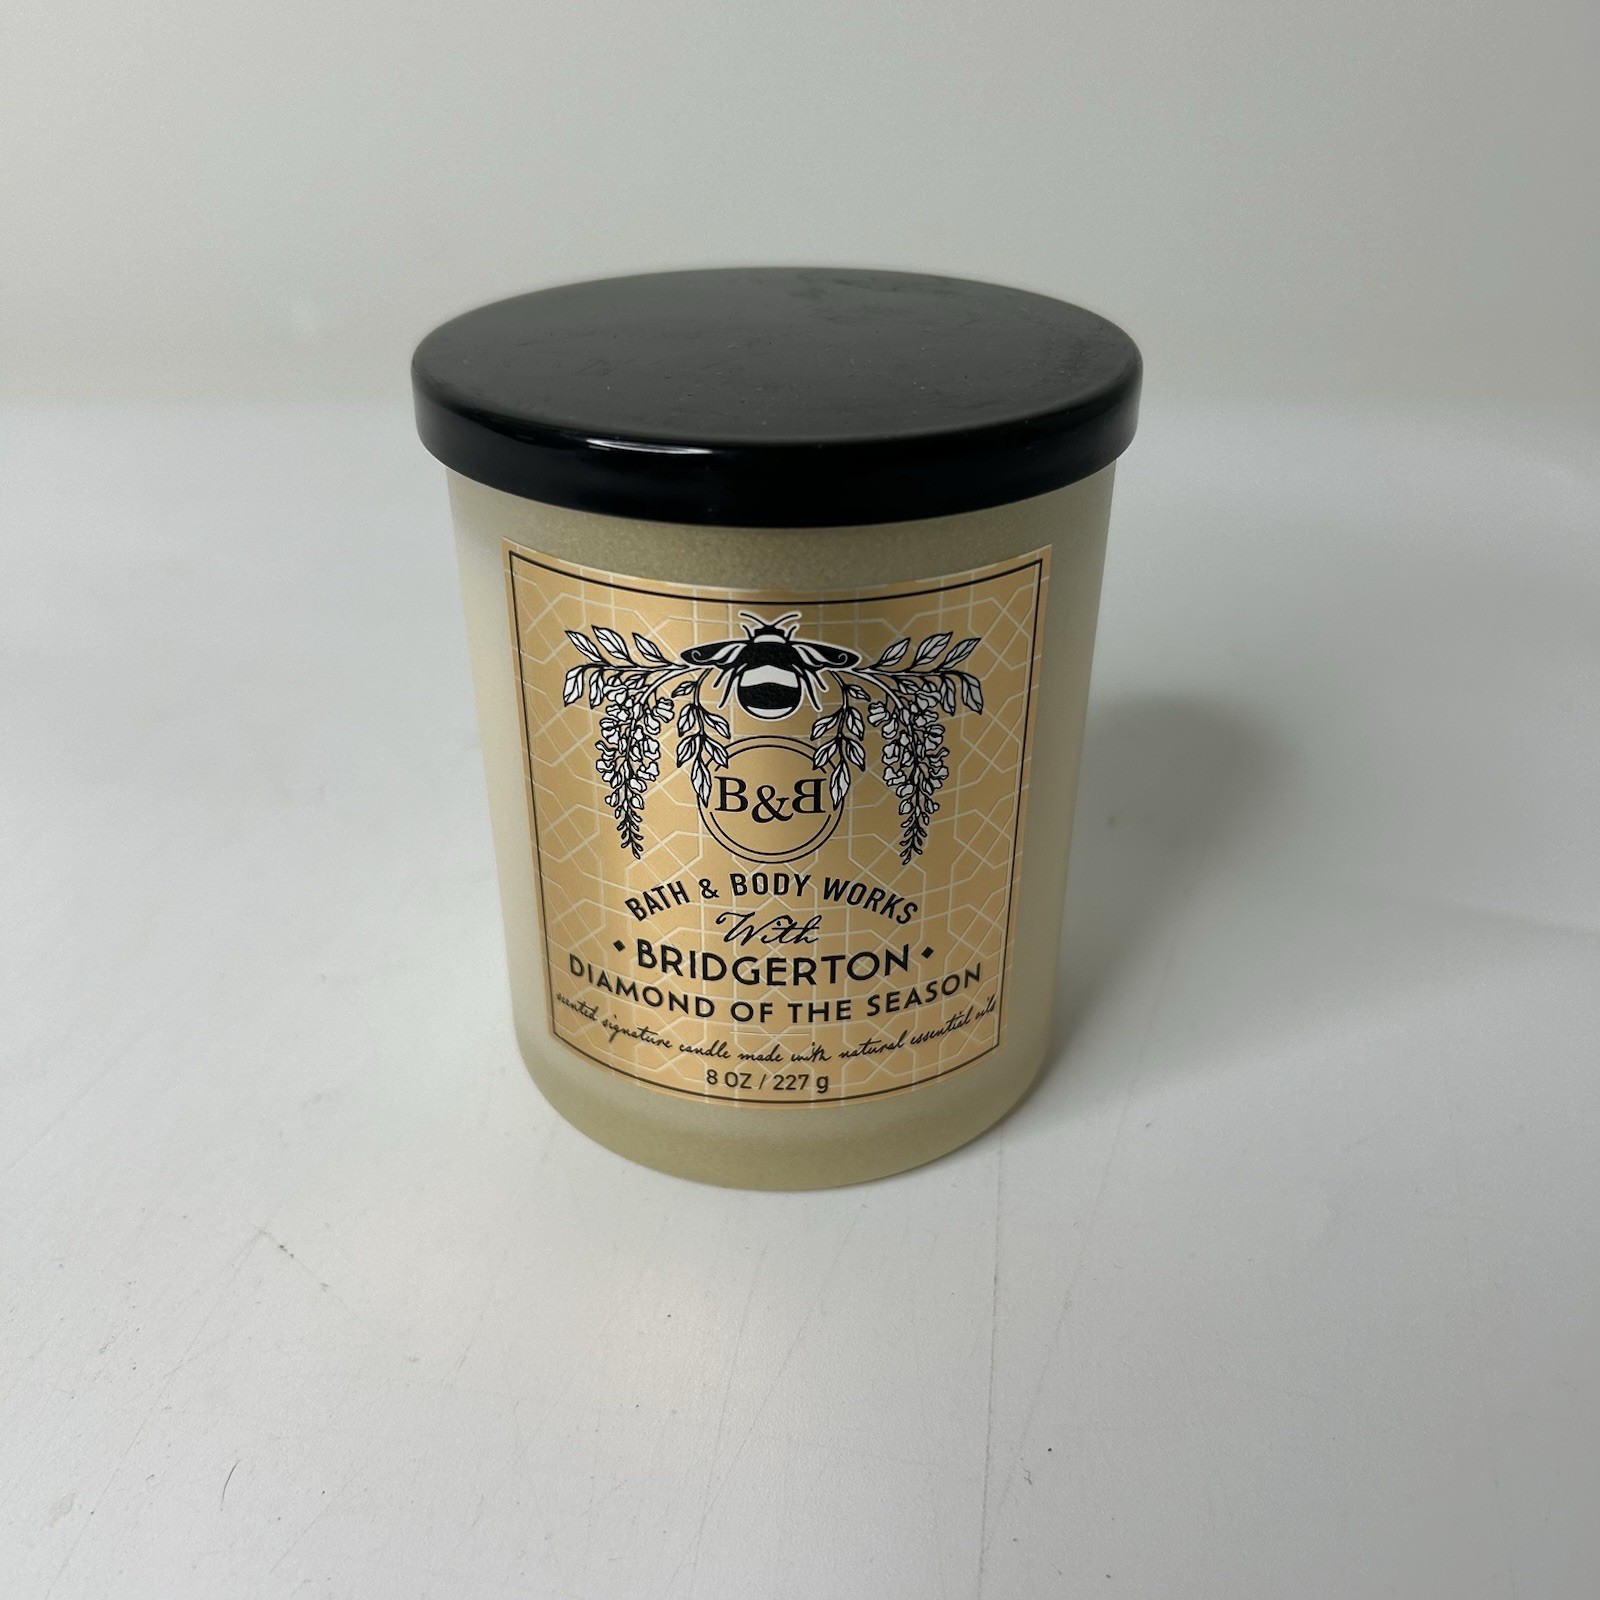 B&B
BATH & BODY WORKS
With
BRIDGERTON
DIAMOND OF THE SEASON
scented signature candle made with natural essential oils
8 OZ / 227 g